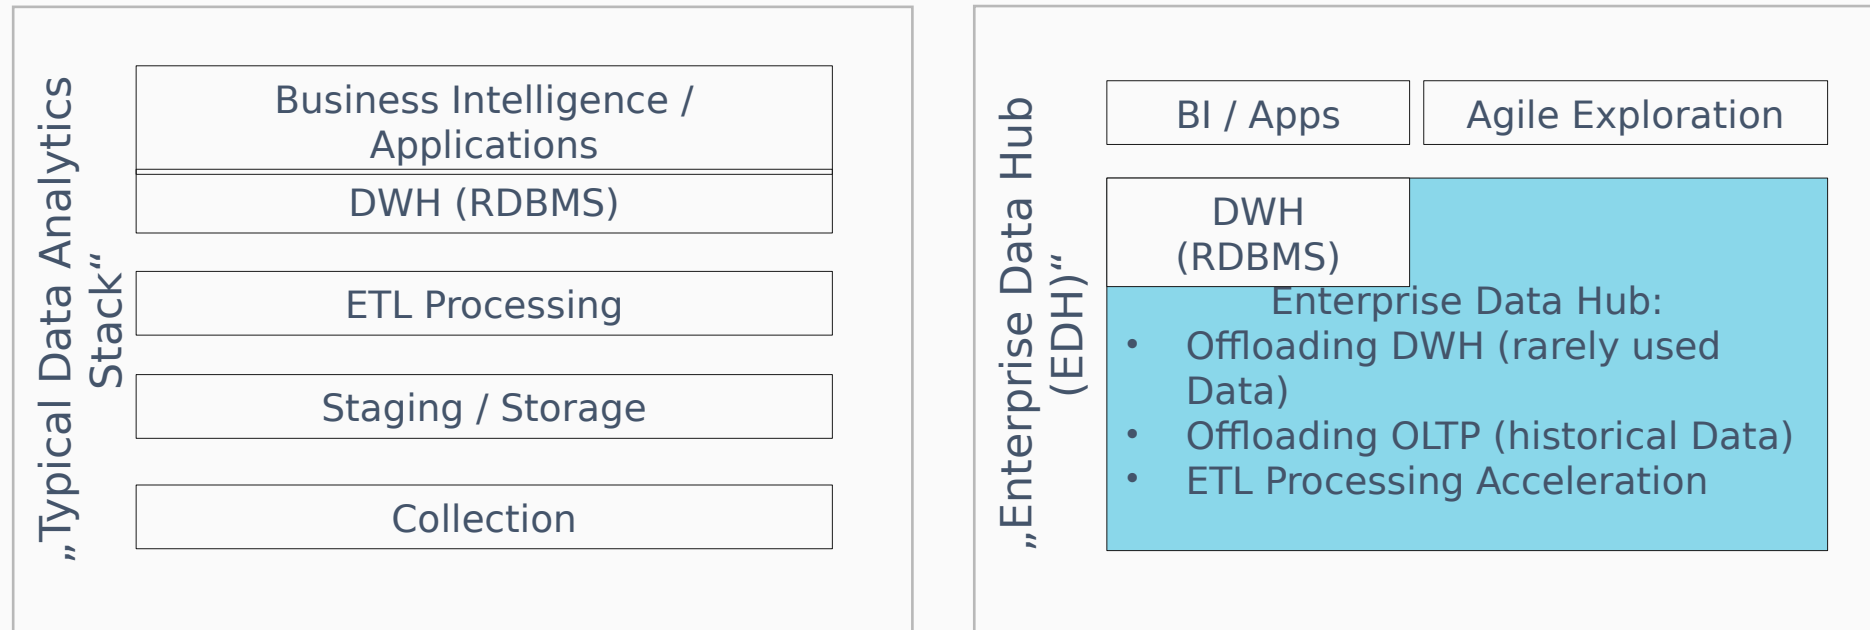 „Typical Data Analytics
Stack“
Business Intelligence /
Applications
DWH (RDBMS)
ETL Processing
Staging / Storage
Collection
„Enterprise Data Hub
(EDH)“
BI / Apps
Agile Exploration
DWH
(RDBMS)
Enterprise Data Hub:
• Offloading DWH (rarely used
Data)
• Offloading OLTP (historical Data)
• ETL Processing Acceleration